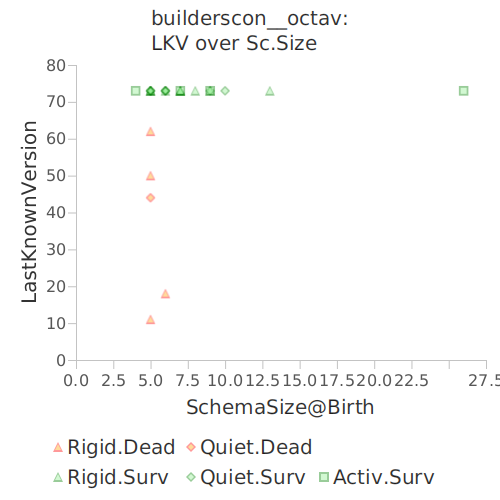 builderscon__octav:
LKV over Sc.Size
80
70
60
50
40
30
20
10
0
LastKnownVersion
0.0 2.5 5.0 7.5 10.0 12.5 15.0 17.5 20.0 22.5 27.5
SchemaSize@Birth
Rigid.Dead Quiet.Dead
Rigid.Surv Quiet.Surv Activ.Surv